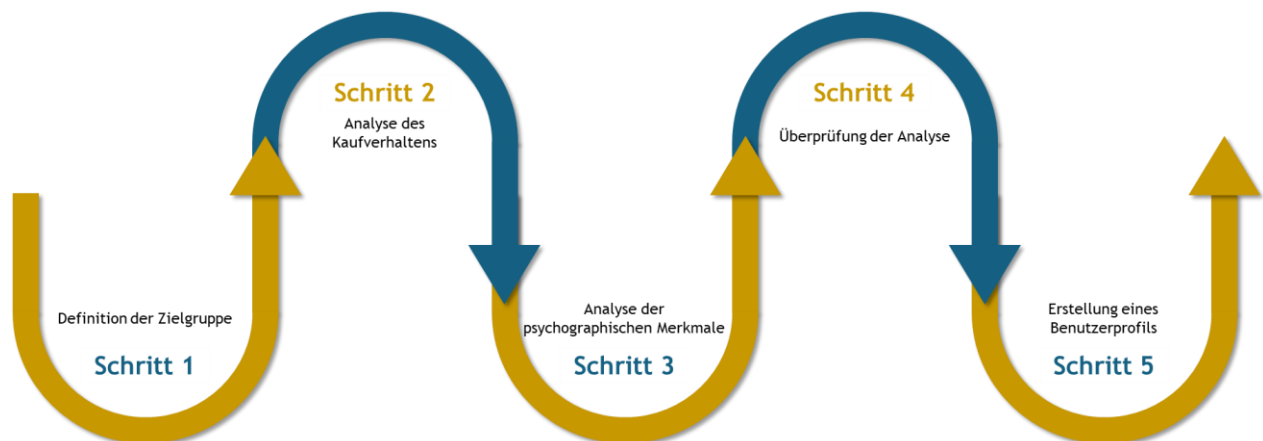 Definition der Zielgruppe
Schritt 1
Schritt 2
Analyse des
Kaufverhaltens
Analyse der
psychographischen Merkmale
Schritt 3
Schritt 4
Überprüfung der Analyse
Erstellung eines
Benutzerprofils
Schritt 5